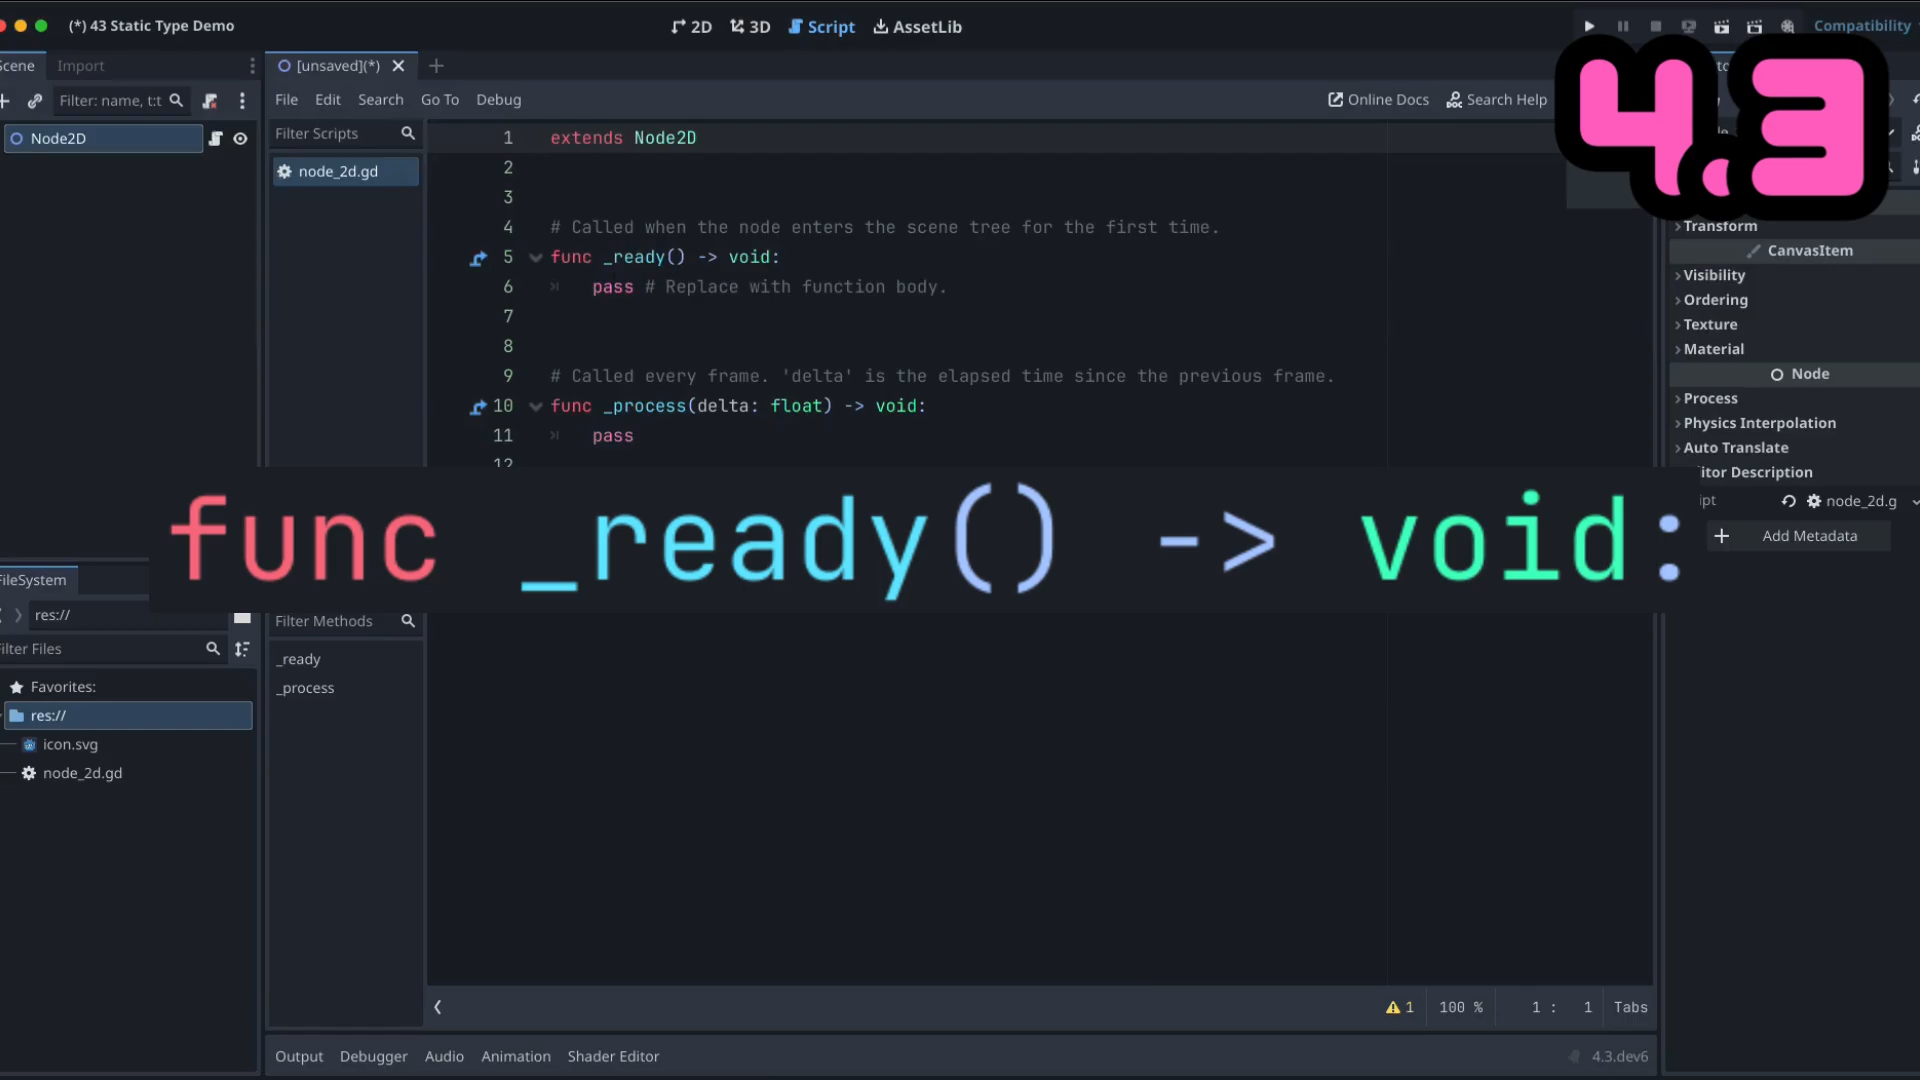 (*) 43 Static Type Demo
2D 3D Script AssetLib
Compatibility
4.3
Scene Import
[unsaved](*)
Filter: name, t:t
File Edit Search Go To Debug
Online Docs Search Help
Node2D
Filter Scripts
node_2d.gd
1 extends Node2D
2
3
4 # Called when the node enters the scene tree for the first time.
5 func _ready() -> void:
6 pass # Replace with function body.
7
8
9 # Called every frame. 'delta' is the elapsed time since the previous frame.
10 func _process(delta: float) -> void:
11 pass
12
Transform
CanvasItem
Visibility
Ordering
Texture
Material
Node
Process
Physics Interpolation
Auto Translate
itor Description
ipt node_2d.g
Add Metadata
func _ready() -> void:
FileSystem
res://
Filter Files
Favorites:
res://
icon.svg
node_2d.gd
Filter Methods
_ready
_process
1 100 % 1 : 1 Tabs
Output Debugger Audio Animation Shader Editor
4.3.dev6